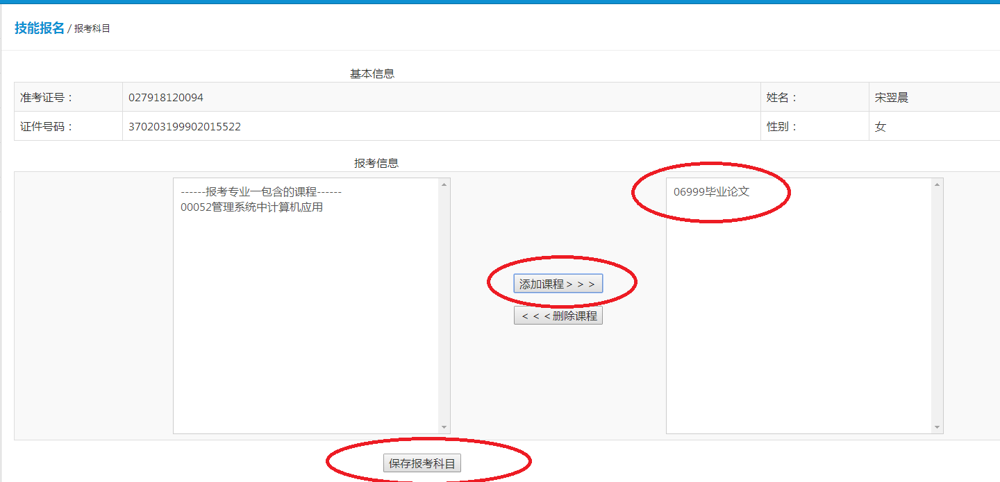 技能报名 / 报考科目
基本信息
准考证号： 027918120094 姓名： 宋翌晨
证件号码： 370203199902015522 性别： 女
报考信息
------报考专业一包含的课程------
00052管理系统中计算机应用
06999毕业论文
添加课程＞＞＞
＜＜＜删除课程
保存报考科目